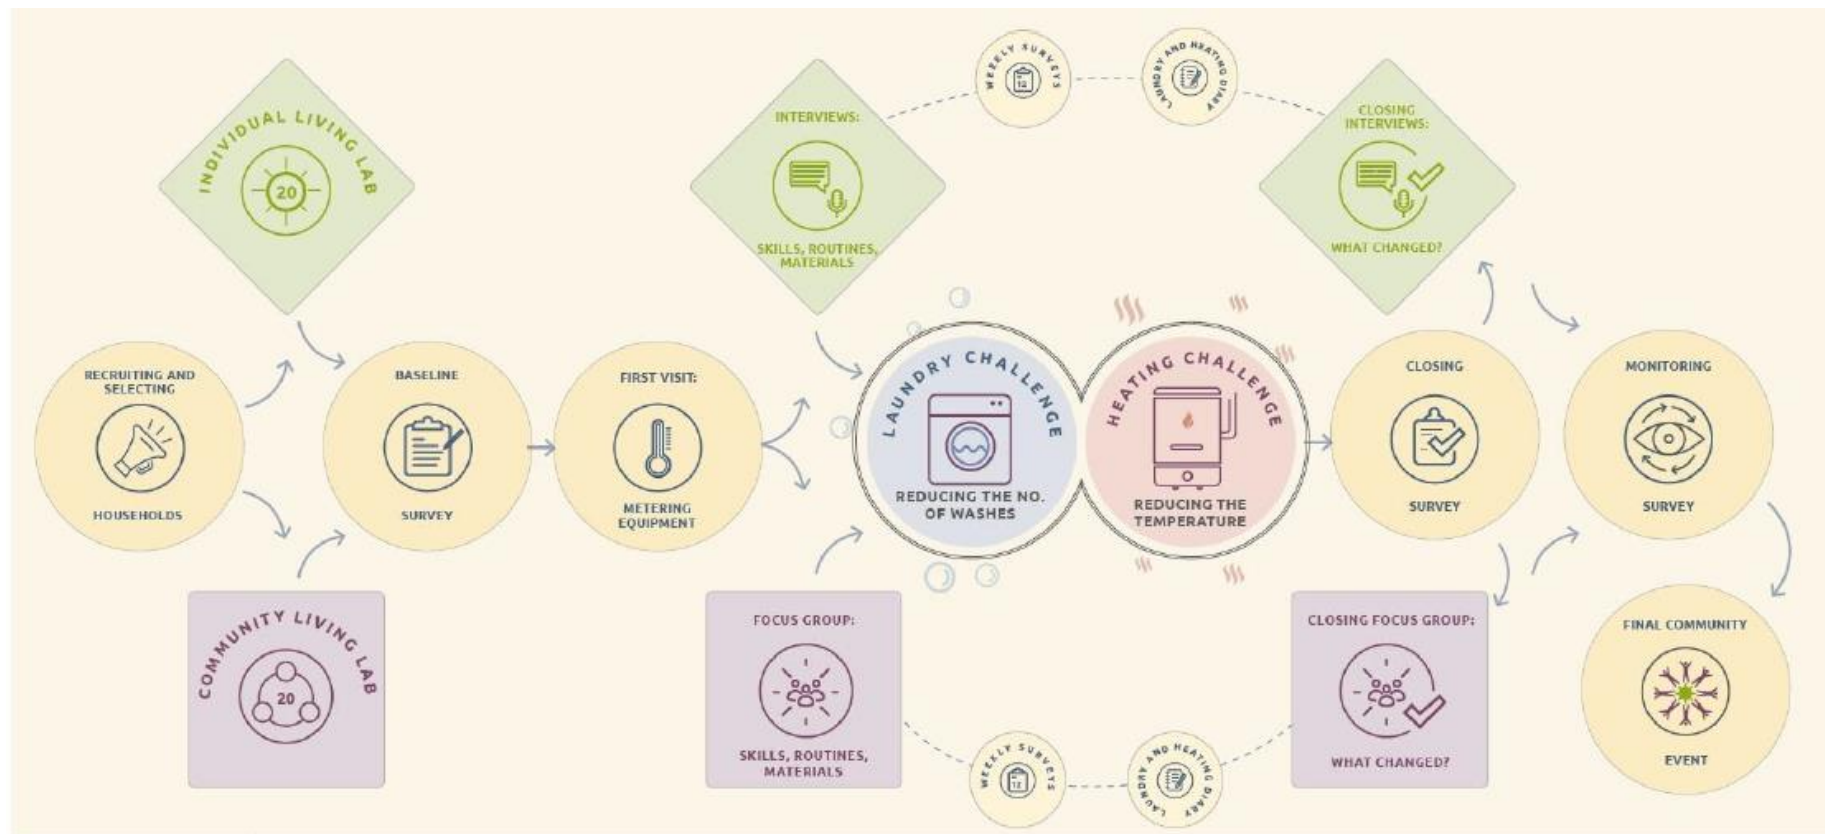 INDIVIDUAL LIVING LAB
20
RECRUITING AND
SELECTING
HOUSEHOLDS
COMMUNITY LIVING LAB
20
BASELINE
SURVEY
FIRST VISIT:
METERING
EQUIPMENT
INTERVIEWS:
SKILLS, ROUTINES,
MATERIALS
FOCUS GROUP:
SKILLS, ROUTINES,
MATERIALS
WEEKLY SURVEYS
12
LAUNDRY AND HEATING DIARY
LAUNDRY CHALLENGE
REDUCING THE NO.
OF WASHES
HEATING CHALLENGE
REDUCING THE
TEMPERATURE
WEEKLY SURVEYS
12
LAUNDRY AND HEATING DIARY
CLOSING
INTERVIEWS:
WHAT CHANGED?
CLOSING
SURVEY
CLOSING FOCUS GROUP:
WHAT CHANGED?
MONITORING
SURVEY
FINAL COMMUNITY
EVENT